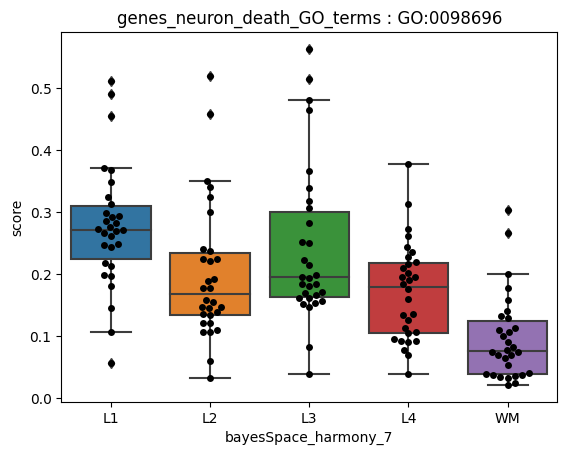 genes_neuron_death_GO_terms : GO:0098696
score
0.5
0.4
0.3
0.2
0.1
0.0
L1 L2 L3 L4 WM
bayesSpace_harmony_7